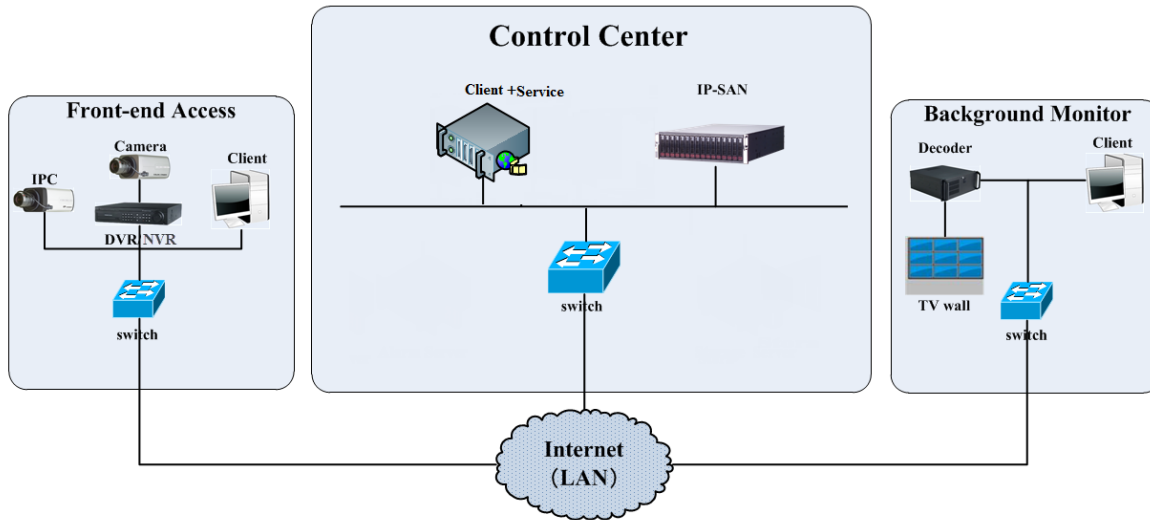 Control Center
Client +Service
IP-SAN
switch
Front-end Access
Camera
Client
IPC
DVR/NVR
switch
Background Monitor
Decoder
Client
TV wall
switch
Internet
(LAN)